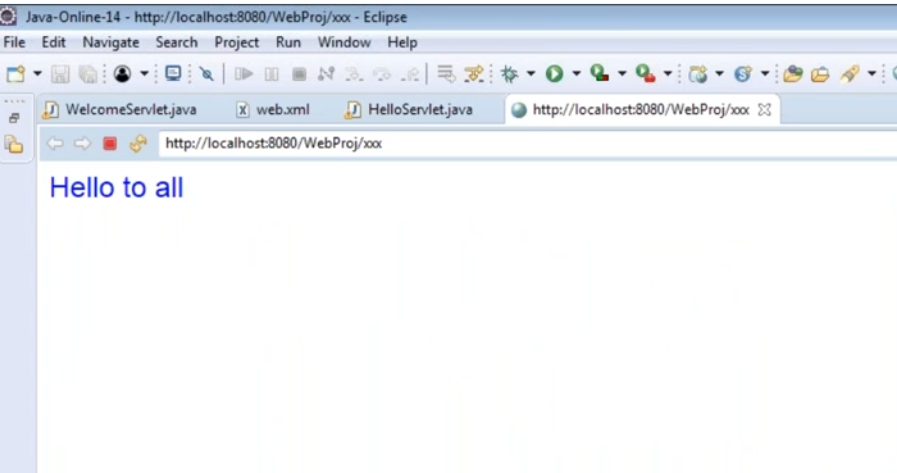 Java-Online-14 - http://localhost:8080/WebProj/xxx - Eclipse
File Edit Navigate Search Project Run Window Help
WelcomeServlet.java web.xml HelloServlet.java http://localhost:8080/WebProj/xxx
http://localhost:8080/WebProj/xxx
Hello to all